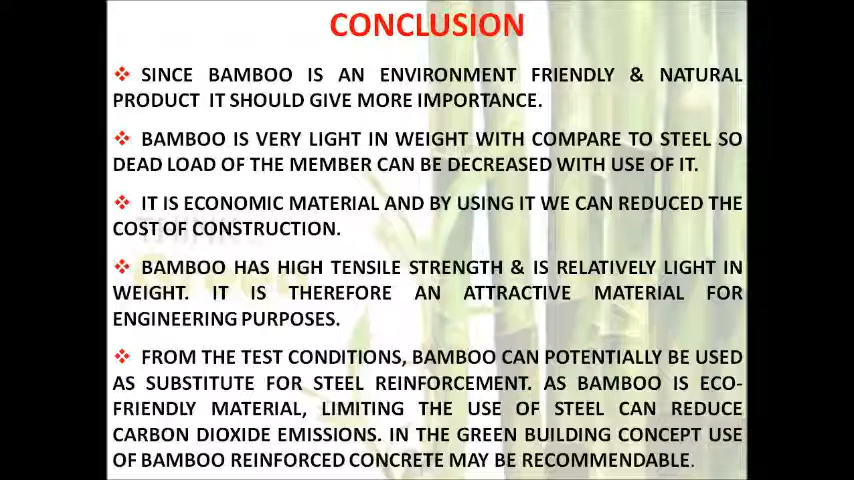 CONCLUSION
❖ SINCE BAMBOO IS AN ENVIRONMENT FRIENDLY & NATURAL
PRODUCT IT SHOULD GIVE MORE IMPORTANCE.
❖ BAMBOO IS VERY LIGHT IN WEIGHT WITH COMPARE TO STEEL SO
DEAD LOAD OF THE MEMBER CAN BE DECREASED WITH USE OF IT.
❖ IT IS ECONOMIC MATERIAL AND BY USING IT WE CAN REDUCED THE
COST OF CONSTRUCTION.
❖ BAMBOO HAS HIGH TENSILE STRENGTH & IS RELATIVELY LIGHT IN
WEIGHT. IT IS THEREFORE AN ATTRACTIVE MATERIAL FOR
ENGINEERING PURPOSES.
❖ FROM THE TEST CONDITIONS, BAMBOO CAN POTENTIALLY BE USED
AS SUBSTITUTE FOR STEEL REINFORCEMENT. AS BAMBOO IS ECO-
FRIENDLY MATERIAL, LIMITING THE USE OF STEEL CAN REDUCE
CARBON DIOXIDE EMISSIONS. IN THE GREEN BUILDING CONCEPT USE
OF BAMBOO REINFORCED CONCRETE MAY BE RECOMMENDABLE.